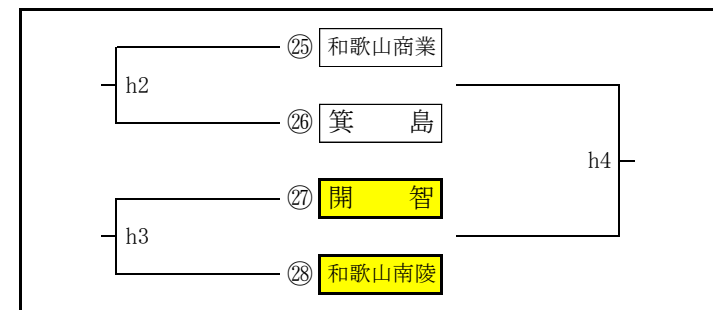 ㉕ 和歌山商業
h2
㉖ 箕 島
h4
㉗ 開 智
h3
㉘ 和歌山南陵